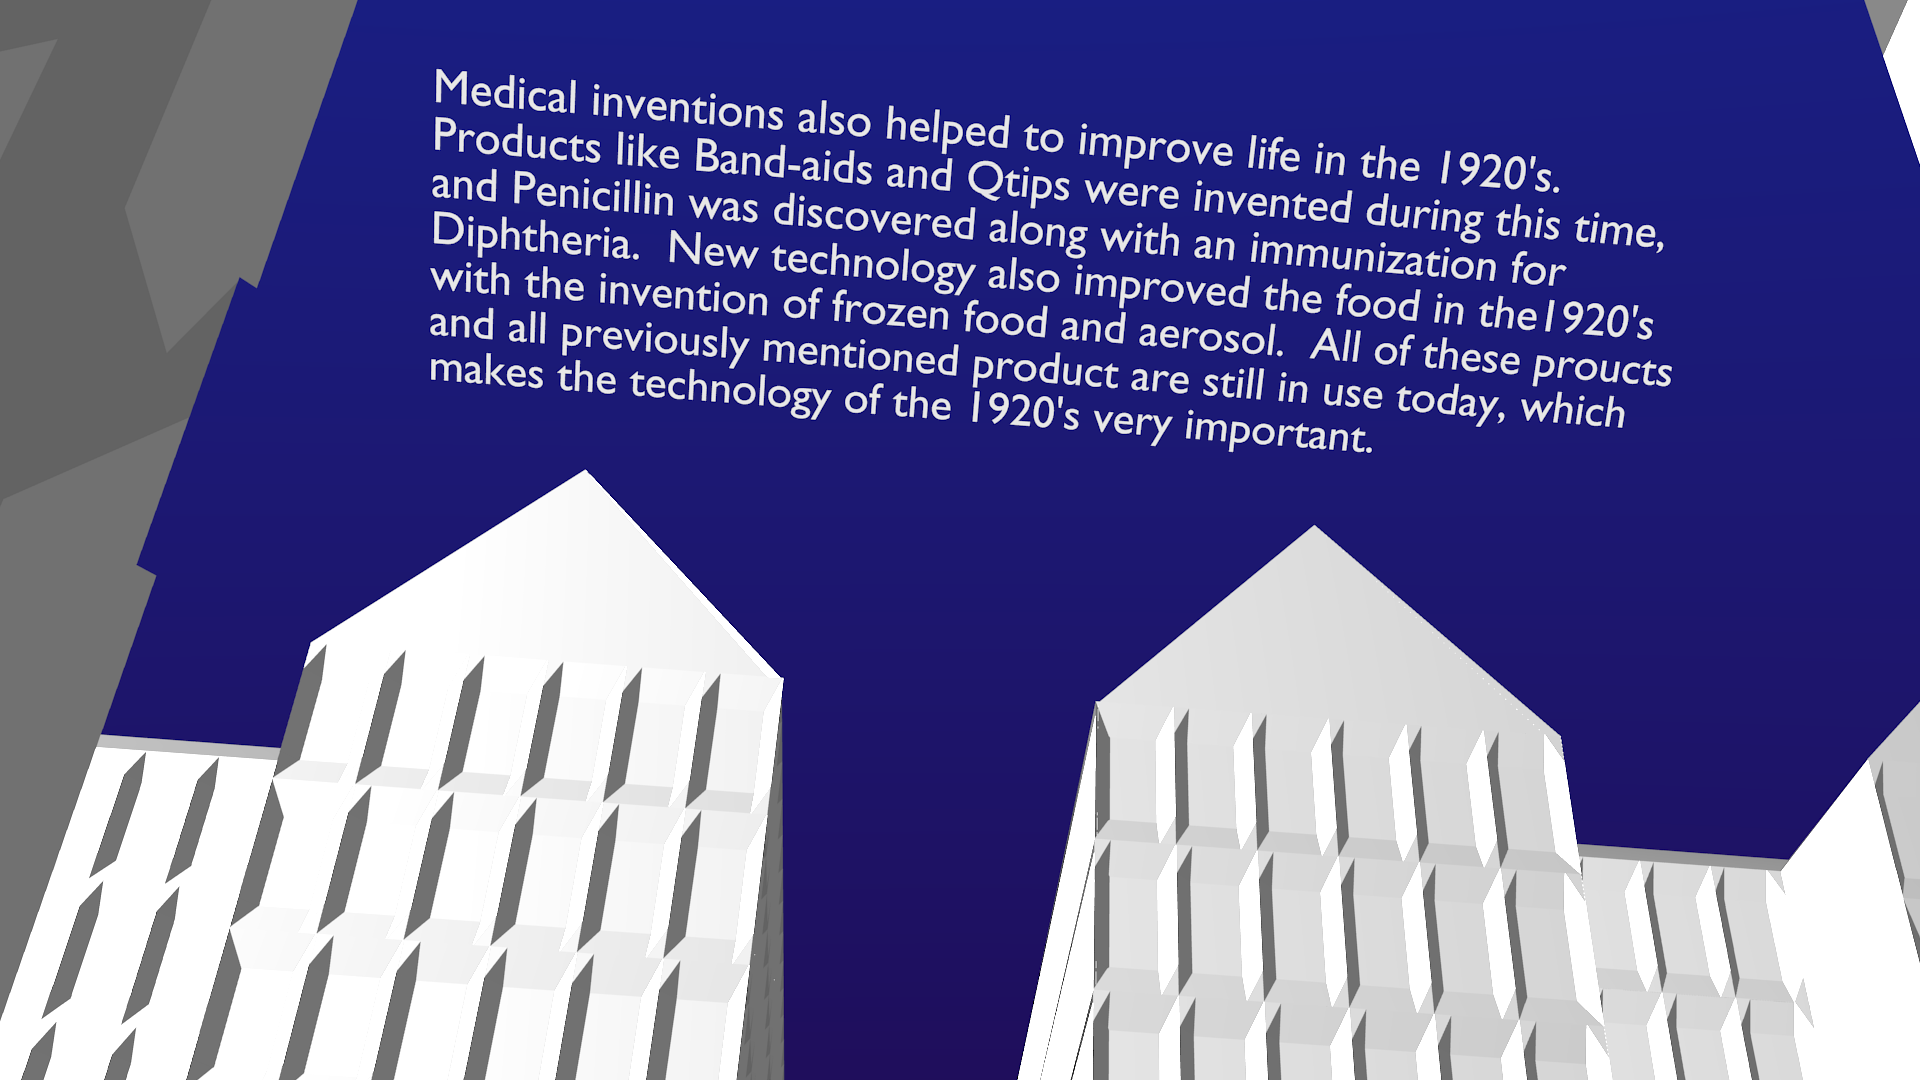 Medical inventions also helped to improve life in the 1920's.
Products like Band-aids and Qtips were invented during this time,
and Penicillin was discovered along with an immunization for
Diphtheria.  New technology also improved the food in the1920's
with the invention of frozen food and aerosol.  All of these proucts
and all previously mentioned product are still in use today, which
makes the technology of the 1920's very important.